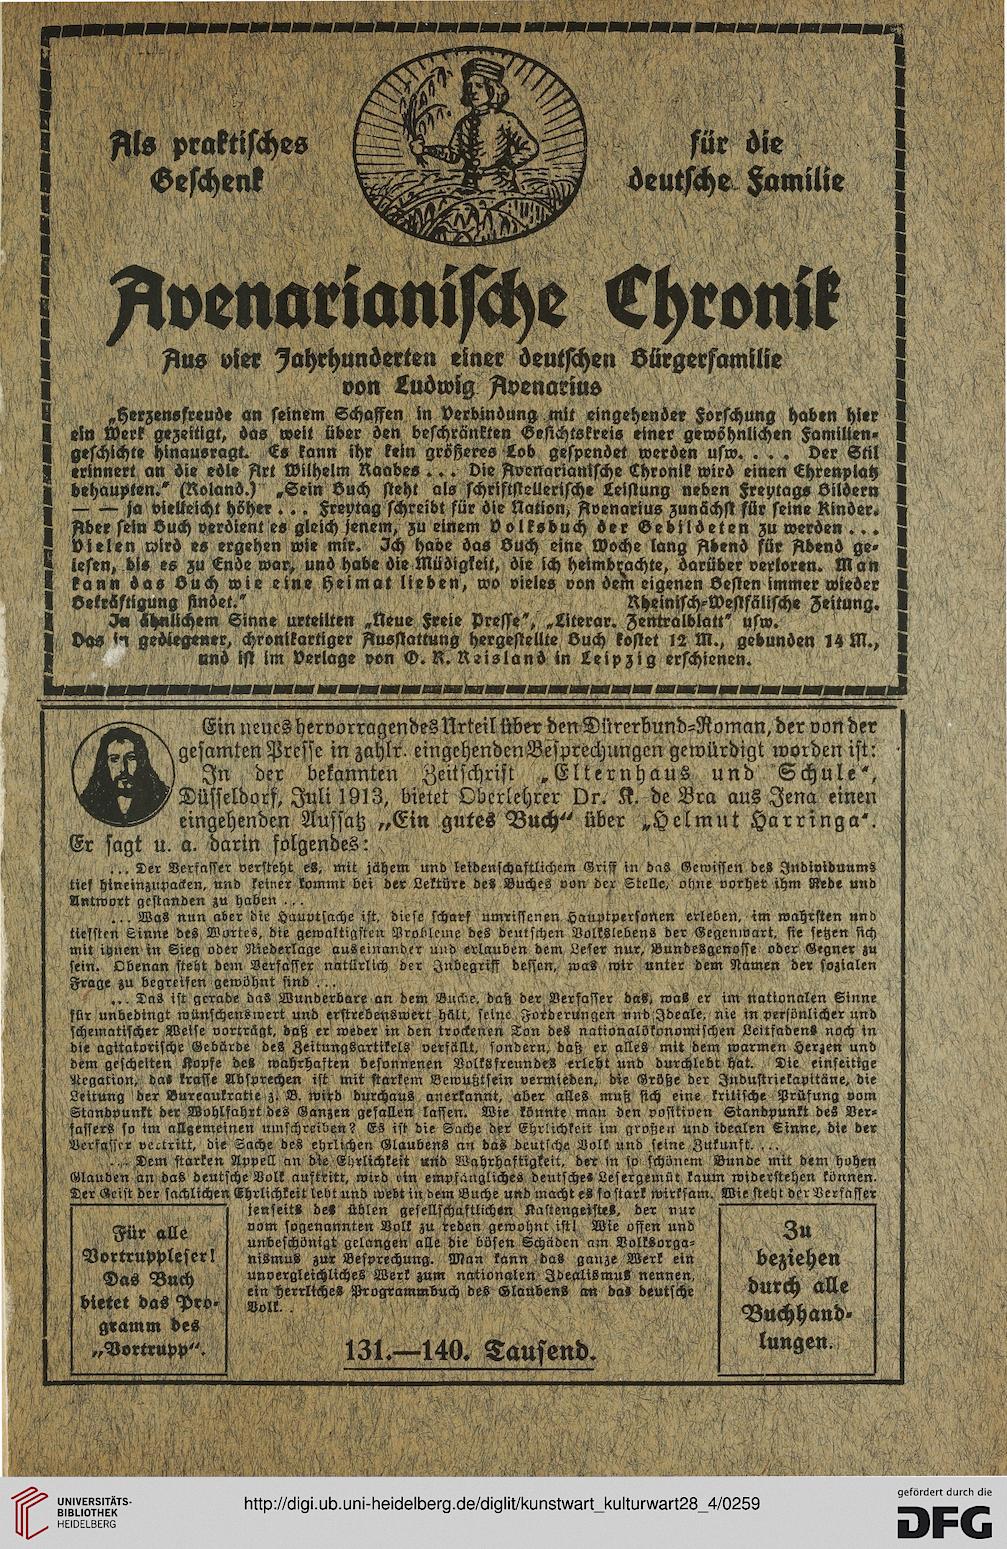 Als praktisches
Geschenk
für die
deutsche Familie
Avenarianische Chronik
Aus vier Jahrhunderten einer deutschen Bürgerfamilie
von Ludwig Avenarius
„Herzensfreude an seinem Schaffen in Verbindung mit eingehender Forschung haben hier
ein Werk gezeitigt, das weit über den beschränkten Gesichtskreis einer gewöhnlichen Familien-
geschichte hinausragt. Es kann ihr kein größeres Lob gespendet werden usw. . . . Der Stil
erinnert an die edle Art Wilhelm Raabes . . . Die Avenarianische Chronik wird einen Ehrenplatz
behaupten.“ (Roland.) „Sein Buch steht als schriftstellerische Leistung neben Freytags Bildern
— — ja vielleicht höher . . . Freytag schreibt für die Nation, Avenarius zunächst für seine Kinder.
Aber sein Buch verdient es gleich jenem, zu einem Volksbuch der Gebildeten zu werden . . .
Vielen wird es ergehen wie mir. Ich habe das Buch eine Woche lang Abend für Abend ge-
lesen, bis es zu Ende war, und habe die Müdigkeit, die ich heimbrachte, darüber verloren. Man
kann das Buch wie eine Heimat lieben, wo vieles von dem eigenen Besten immer wieder
Bekräftigung findet.“ Rheinisch-Westfälische Zeitung.
In ähnlichem Sinne urteilten „Neue Freie Presse“, „Literar. Zentralblatt“ usw.
Das in gediegener, chronikartiger Ausstattung hergestellte Buch kostet 12 M., gebunden 14 M.,
und ist im Verlage von O. R. Reisland in Leipzig erschienen.
Ein neues hervorragendes Urteil über den Dürerbund-Roman, der von der
gesamten Presse in zahlr. eingehenden Besprechungen gewürdigt worden ist:
In der bekannten Zeitschrift „Elternhaus und Schule“,
Düsseldorf, Juli 1913, bietet Oberlehrer Dr. K. de Bra aus Jena einen
eingehenden Aufsatz „Ein gutes Buch“ über „Helmut Harringa“.
Er sagt u. a. darin folgendes:
. . . Der Verfasser versteht es, mit jähem und leidenschaftlichem Griff in das Gewissen des Individuums
tief hineinzupacken, und keiner kommt bei der Lektüre des Buches von der Stelle, ohne vorher ihm Rede und
Antwort gestanden zu haben . . .
. . . Was nun aber die Hauptsache ist, diese scharf umrissenen Hauptpersonen erleben, im wahrsten und
tiefsten Sinne des Wortes, die gewaltigsten Probleme des deutschen Volkslebens der Gegenwart, sie setzen sich
mit ihnen in Sieg oder Niederlage auseinander und erlauben dem Leser nur, Bundesgenosse oder Gegner zu
sein. Obenan steht dem Verfasser natürlich der Inbegriff dessen, was wir unter dem Namen der sozialen
Frage zu begreifen gewöhnt sind . . .
. . . Das ist gerade das Wunderbare an dem Buche, daß der Verfasser das, was er im nationalen Sinne
für unbedingt wünschenswert und erstrebenswert hält, seine Forderungen und Ideale, nie in persönlicher und
schematischer Weise vorträgt, daß er weder in den trockenen Ton des nationalökonomischen Leitfadens noch in
die agitatorische Gebärde des Zeitungsartikels verfällt, sondern, daß er alles mit dem warmen Herzen und
dem gescheiten Kopfe des wahrhaften besonnenen Volksfreundes erlebt und durchlebt hat. Die einseitige
Negation, das krasse Absprechen ist mit starkem Bewußtsein vermieden, die Größe der Industriekapitäne, die
Leitung der Bureaukratie z. B. wird durchaus anerkannt, aber alles muß sich eine kritische Prüfung vom
Standpunkt der Wohlfahrt des Ganzen gefallen lassen. Wie könnte man den positiven Standpunkt des Ver-
fassers so im allgemeinen umschreiben? Es ist die Sache der Ehrlichkeit im großen und idealen Sinne, die der
Verfasser vertritt, die Sache des ehrlichen Glaubens an das deutsche Volk und seine Zukunft. . . .
. . . Dem starken Appell an die Ehrlichkeit und Wahrhaftigkeit, der in so schönem Bunde mit dem hohen
Glauben an das deutsche Volk auftritt, wird ein empfängliches deutsches Lesergemüt kaum widerstehen können.
Der Geist der sachlichen Ehrlichkeit lebt und webt in dem Buche und macht es so stark wirksam. Wie steht der Verfasser
jenseits des üblen gesellschaftlichen Kastengeistes, der nur
vom sogenannten Volk zu reden gewohnt ist! Wie offen und
unbeschönigt gelangen alle die bösen Schäden am Volksorga-
nismus zur Besprechung. Man kann das ganze Werk ein
unvergleichliches Werk zum nationalen Idealismus nennen,
ein herrliches Programmbuch des Glaubens an das deutsche
Volk. .
Für alle
Vortruppleser!
Das Buch
bietet das Pro-
gramm des
„Vortrupp“.
131.—140. Tausend.
Zu
beziehen
durch alle
Buchhand-
lungen.
UNIVERSITÄTS-
BIBLIOTHEK
HEIDELBERG
http://digi.ub.uni-heidelberg.de/diglit/kunstwart_kulturwart28_4/0259
gefördert durch die
DFG